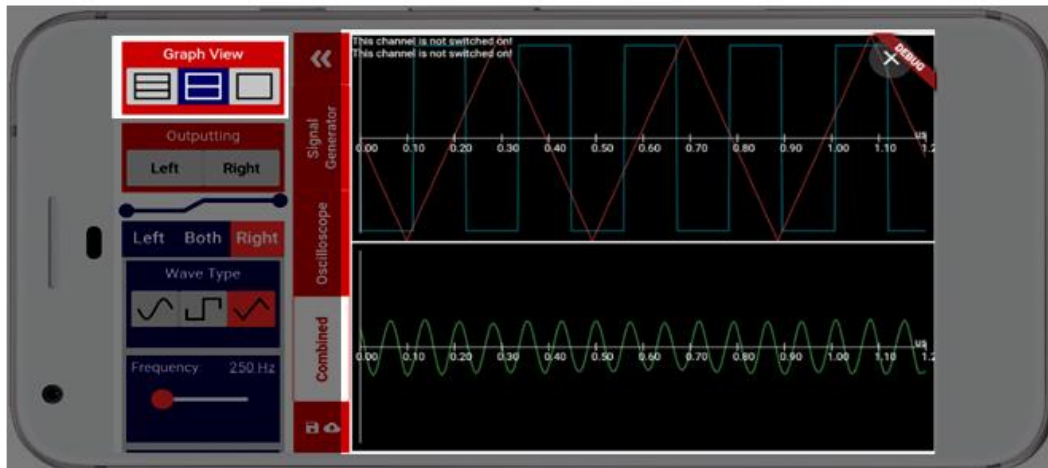 Graph View
Outputting
Left Right
Left Both Right
Wave Type
Frequency: 250 Hz
«
Signal
Generator
Oscilloscope
Combined
This channel is not switched on!
This channel is not switched on!
DEBUG
us
0.00 0.10 0.20 0.30 0.40 0.50 0.60 0.70 0.80 0.90 1.00 1.10 1.2
us
0.00 0.10 0.20 0.30 0.40 0.50 0.60 0.70 0.80 0.90 1.00 1.10 1.2